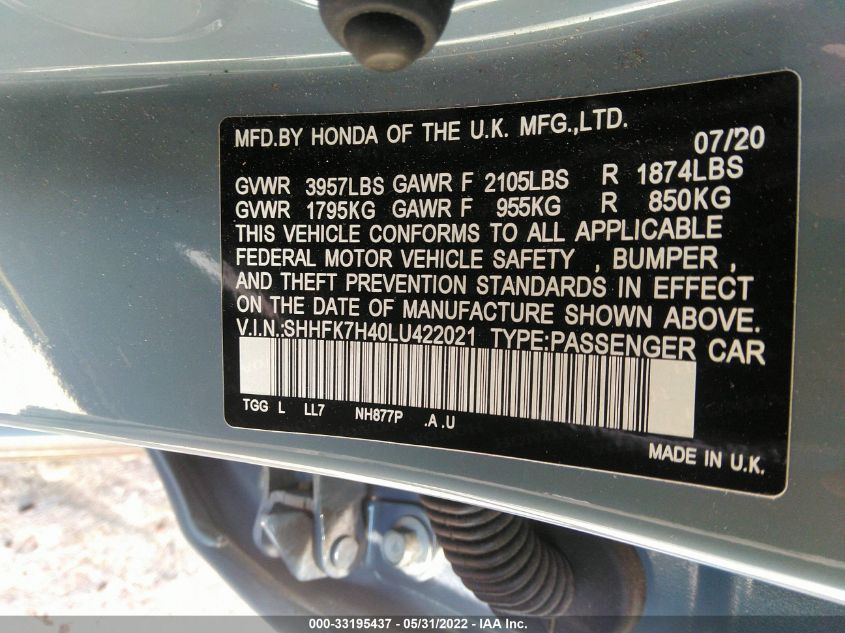 MFD.BY HONDA OF THE U.K. MFG.,LTD.
07/20
GVWR 3957LBS GAWR F 2105LBS R 1874LBS
GVWR 1795KG GAWR F 955KG R 850KG
THIS VEHICLE CONFORMS TO ALL APPLICABLE
FEDERAL MOTOR VEHICLE SAFETY , BUMPER ,
AND THEFT PREVENTION STANDARDS IN EFFECT
ON THE DATE OF MANUFACTURE SHOWN ABOVE.
V.I.N.:SHHFK7H40LU422021 TYPE:PASSENGER CAR
TGG L LL7 NH877P .A .U
MADE IN U.K.
000-33195437 - 05/31/2022 - IAA Inc.